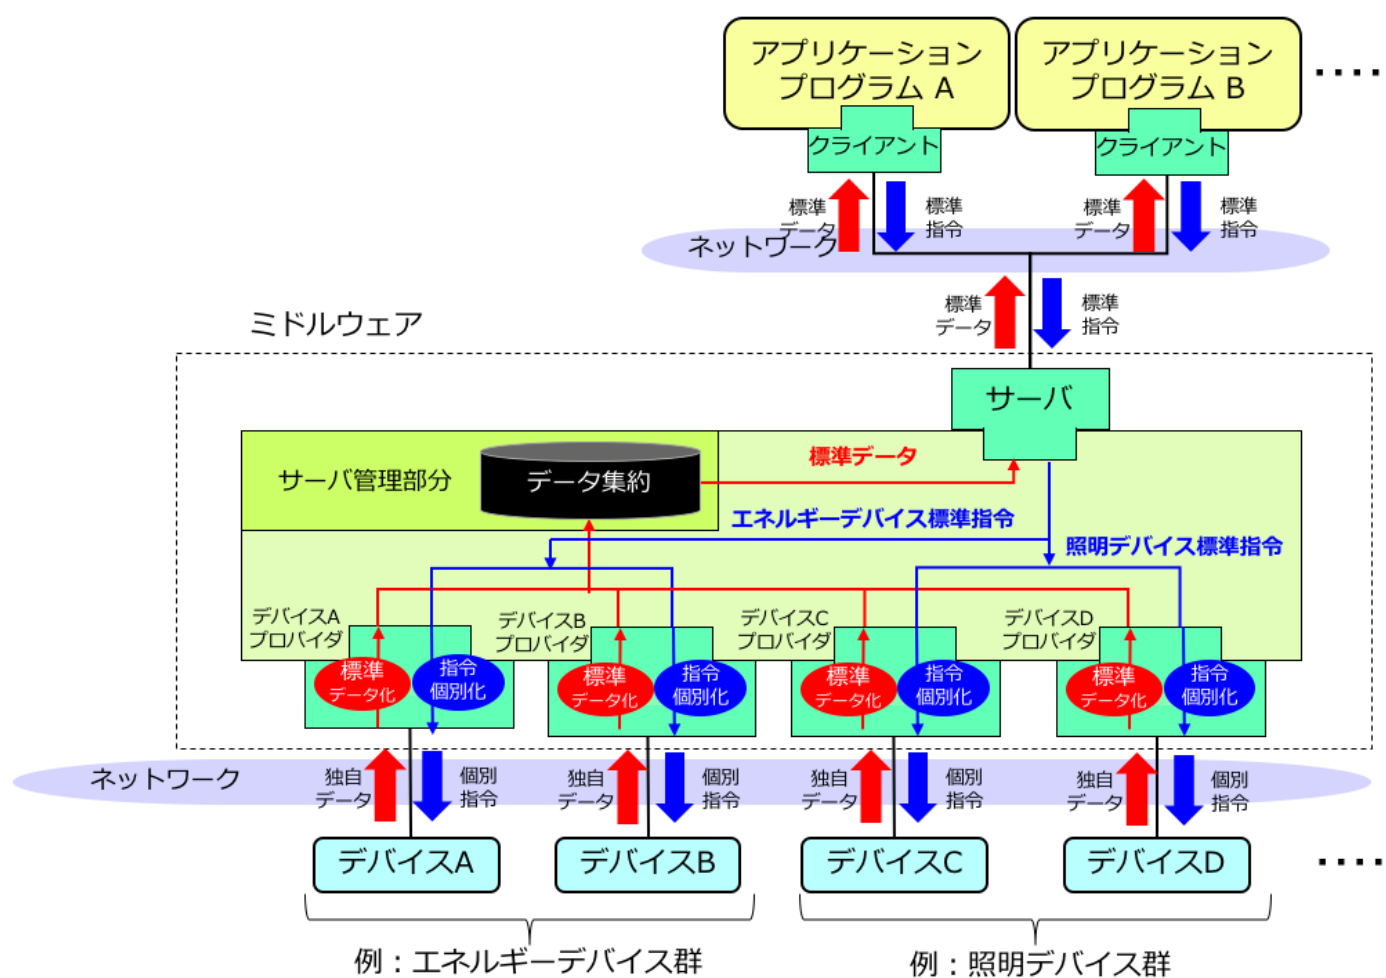 アプリケーション
プログラム A
アプリケーション
プログラム B
‥‥
クライアント
クライアント
標準
データ
標準
指令
標準
データ
標準
指令
ネットワーク
標準
データ
標準
指令
ミドルウェア
サーバ
サーバ管理部分
データ集約
標準データ
エネルギーデバイス標準指令
照明デバイス標準指令
デバイスA
プロバイダ
デバイスB
プロバイダ
デバイスC
プロバイダ
デバイスD
プロバイダ
標準
データ化
指令
個別化
標準
データ化
指令
個別化
標準
データ化
指令
個別化
標準
データ化
指令
個別化
ネットワーク
独自
データ
個別
指令
独自
データ
個別
指令
独自
データ
個別
指令
独自
データ
個別
指令
デバイスA
デバイスB
デバイスC
デバイスD
‥‥
例：エネルギーデバイス群
例：照明デバイス群